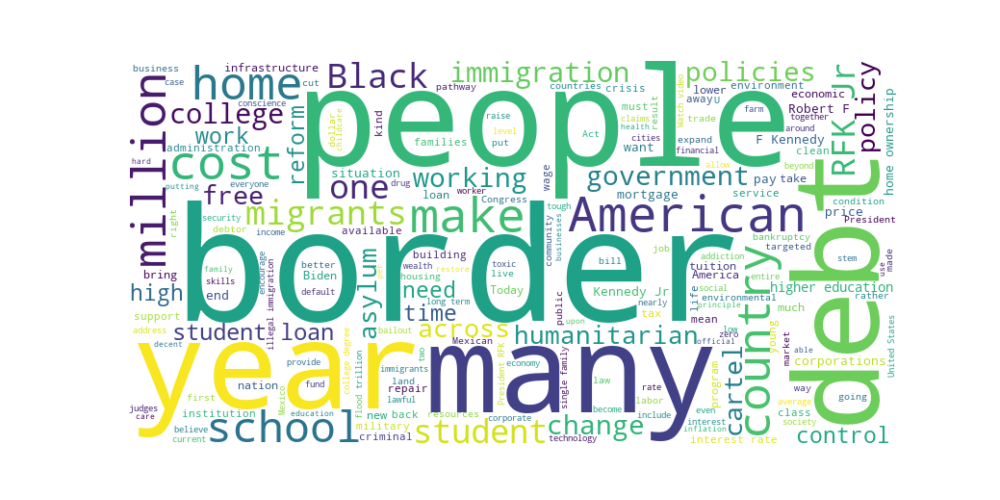 business
infrastructure
case
million
home
cut
conscience
Black
pathway
immigration
countries
crisis
policies
environment
lower
economic
Jr
policy
college
work
administration
cost
hard
putting
everyone
reform
people
dollar
childcare
kind
families
raise
level
put
Act
must
cities
want
claims
health
result
Watch video
away
U
trade
expand
financial
farm
together
around
Robert F
F Kennedy
clean
RFK
home ownership
free
one
situation
drug
loan
working
worker
Congress
wage
government
mortgage
allow
pay
take
service
beyond
condition
price
President
right
security
debtor
income
migrants
available
make
tough
American
bankruptcy
targeted
debt
border
family
skills
better
Biden
default
encourage
illegal immigration
asylum
per
housing
building
wealth
restore
need
toxic
live
Today
community
businesses
bill
Kennedy Jr
job
addiction
social
principle
tuition
America
environmental
life
country
entire
stem
use
made
higher education
rather
United States
bring
high
end
support
address
time
long term
public
nearly
tax
mean
low
official
zero
young
much
market
able
corporations
way
student loan
across
Mexican
humanitarian
upon
decent
year
many
bailout
two
President RFK
economy
single family
law
rate
cartel
program
average
going
class
society
nation
provide
fund
college degree
flood
trillion
immigrants
land
repair
lawful
corporate
become
labor
include
even
interest
inflation
judges
care
first
institution
Mexico
education
new
back
resources
military
criminal
technology
believe
current
school
student
change
interest rate
control